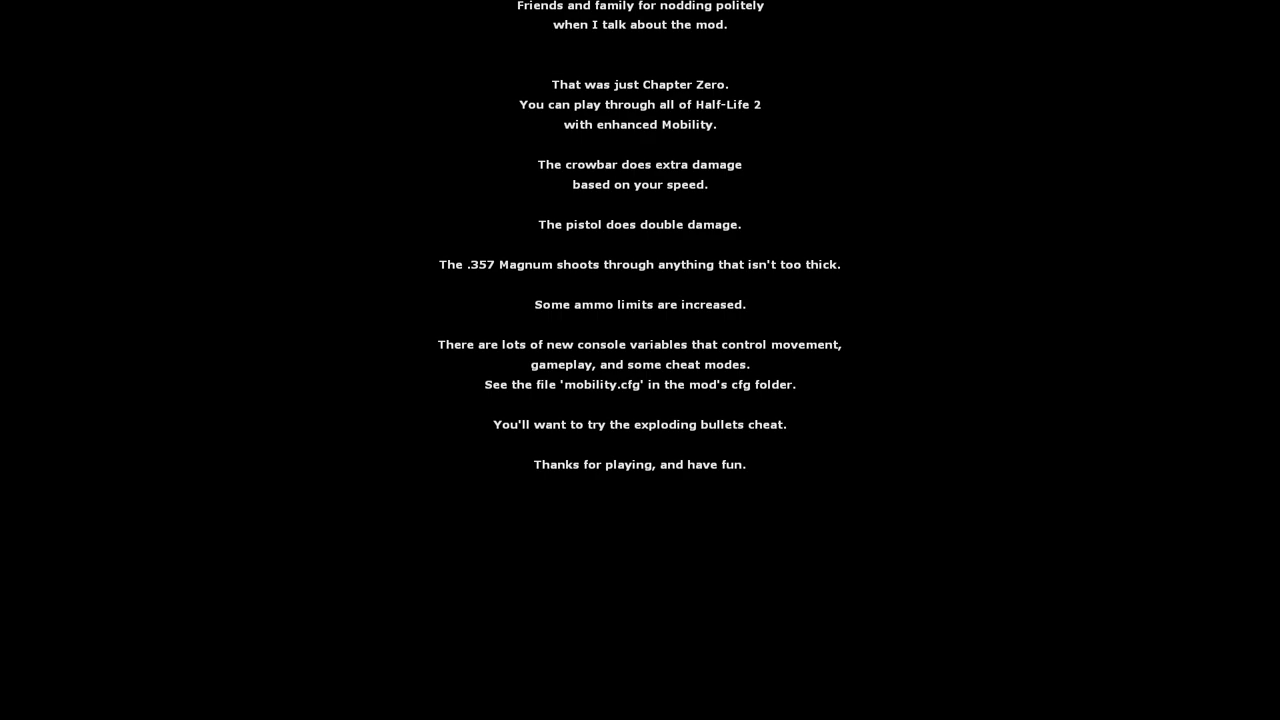 Friends and family for nodding politely
when I talk about the mod.
That was just Chapter Zero.
You can play through all of Half-Life 2
with enhanced Mobility.
The crowbar does extra damage
based on your speed.
The pistol does double damage.
The .357 Magnum shoots through anything that isn't too thick.
Some ammo limits are increased.
There are lots of new console variables that control movement,
gameplay, and some cheat modes.
See the file 'mobility.cfg' in the mod's cfg folder.
You'll want to try the exploding bullets cheat.
Thanks for playing, and have fun.